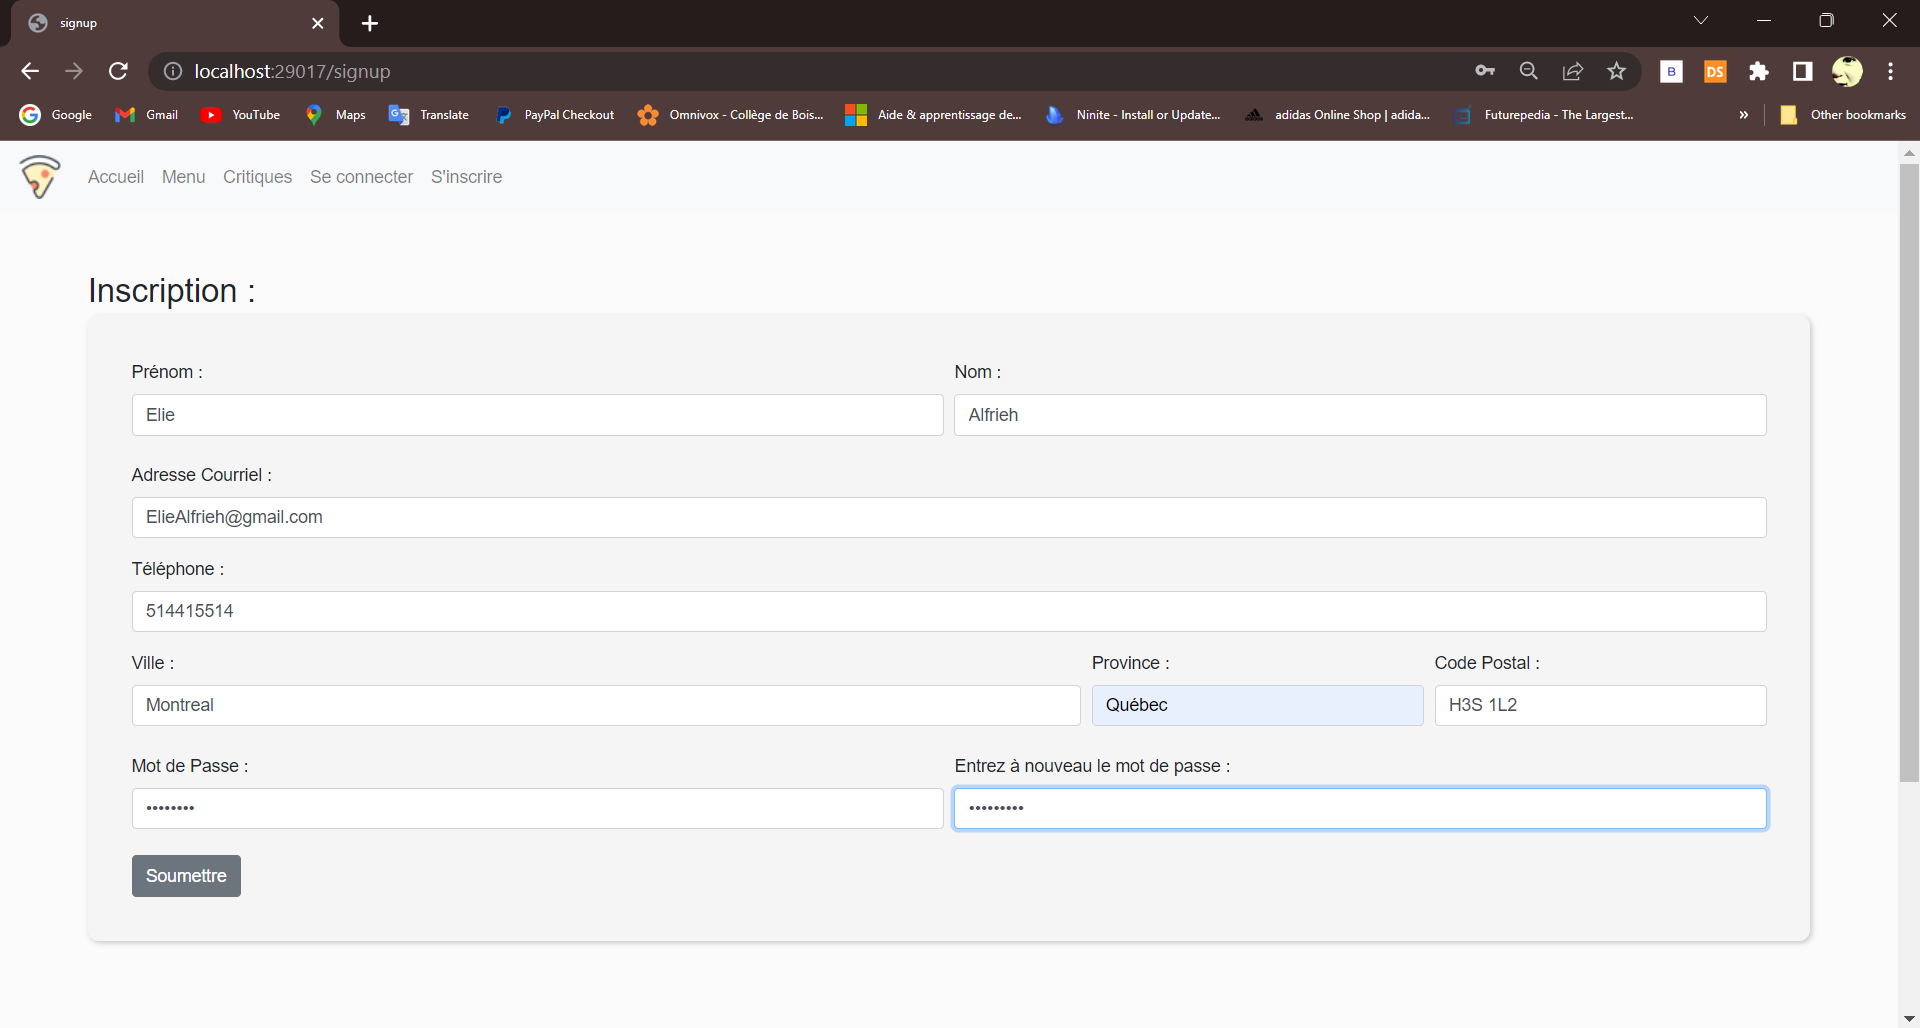 signup
localhost:29017/signup
B
DS
Google Gmail YouTube Maps Translate PayPal Checkout Omnivox - Collège de Bois... Aide & apprentissage de... Ninite - Install or Update... adidas Online Shop | adida... Futurepedia - The Largest... » Other bookmarks
Accueil Menu Critiques Se connecter S'inscrire
Inscription :
Prénom : Nom :
Elie Alfrieh
Adresse Courriel :
ElieAlfrieh@gmail.com
Téléphone :
514415514
Ville : Province : Code Postal :
Montreal Québec H3S 1L2
Mot de Passe : Entrez à nouveau le mot de passe :
•••••••• •••••••••
Soumettre